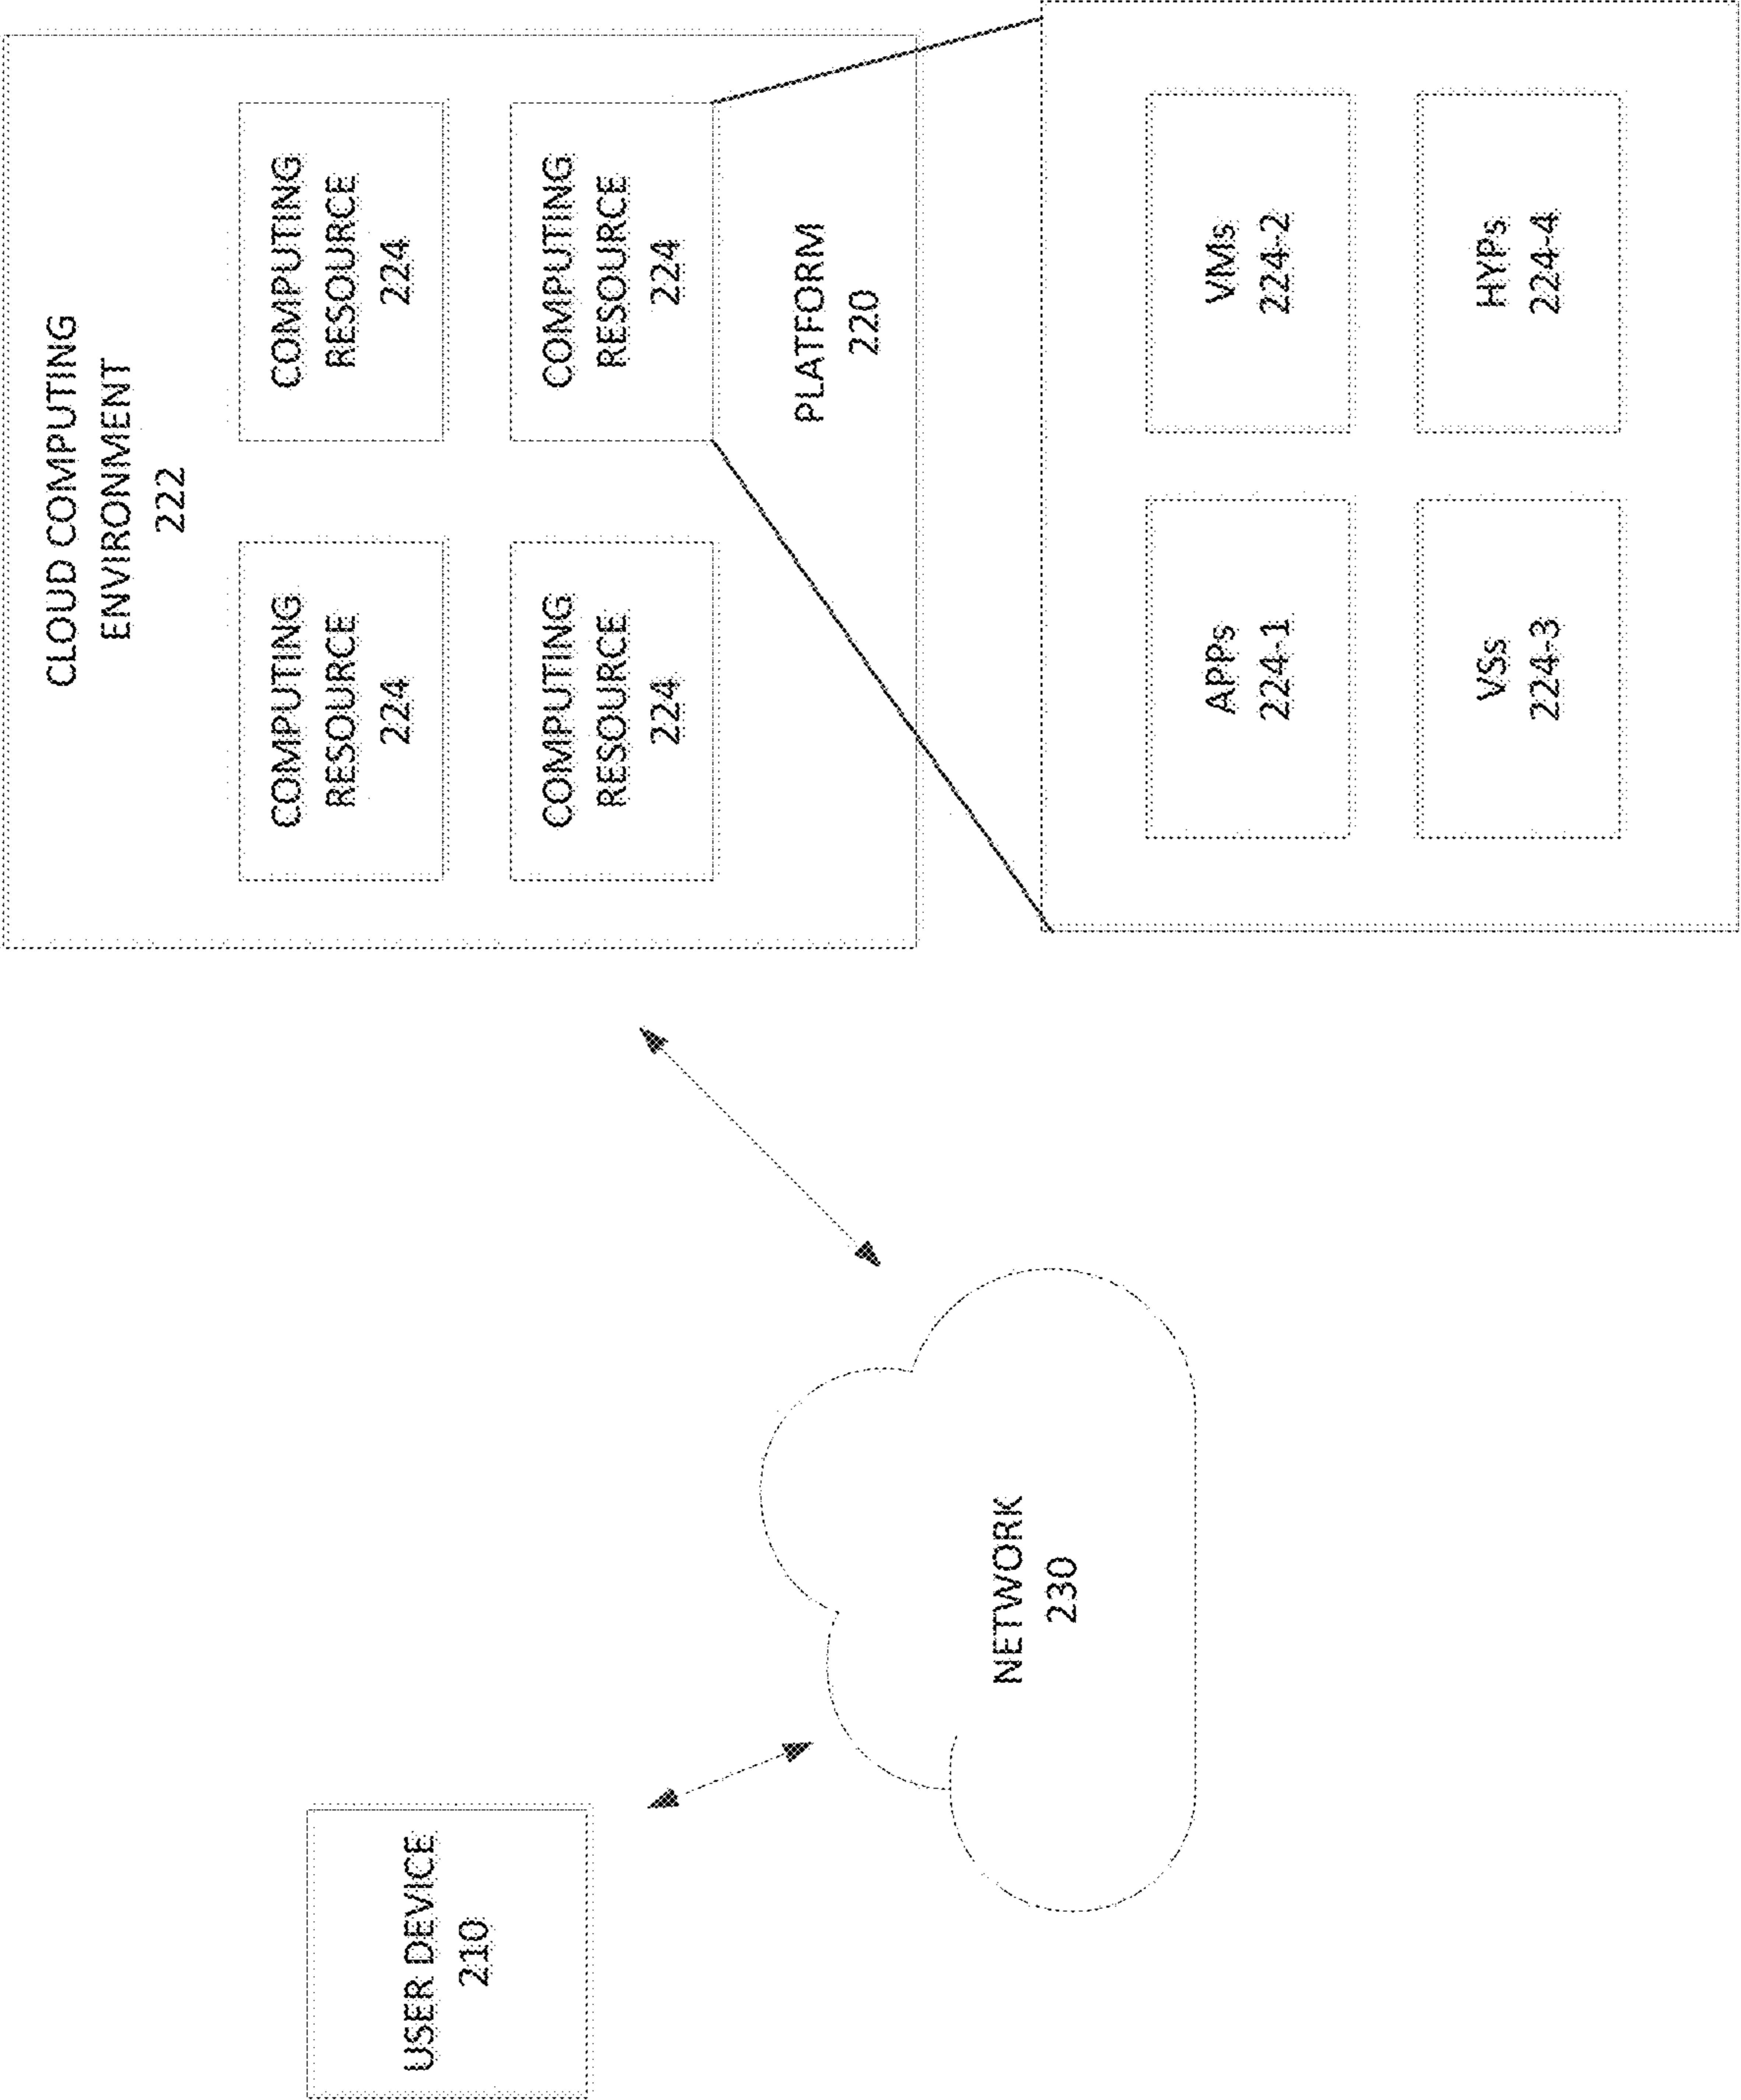 CLOUD COMPUTING
ENVIRONMENT
222
COMPUTING
RESOURCE
224
COMPUTING
RESOURCE
224
COMPUTING
RESOURCE
224
COMPUTING
RESOURCE
224
PLATFORM
220
USER DEVICE
210
NETWORK
230
APPs
224-1
VMs
224-2
VSs
224-3
HYPs
224-4